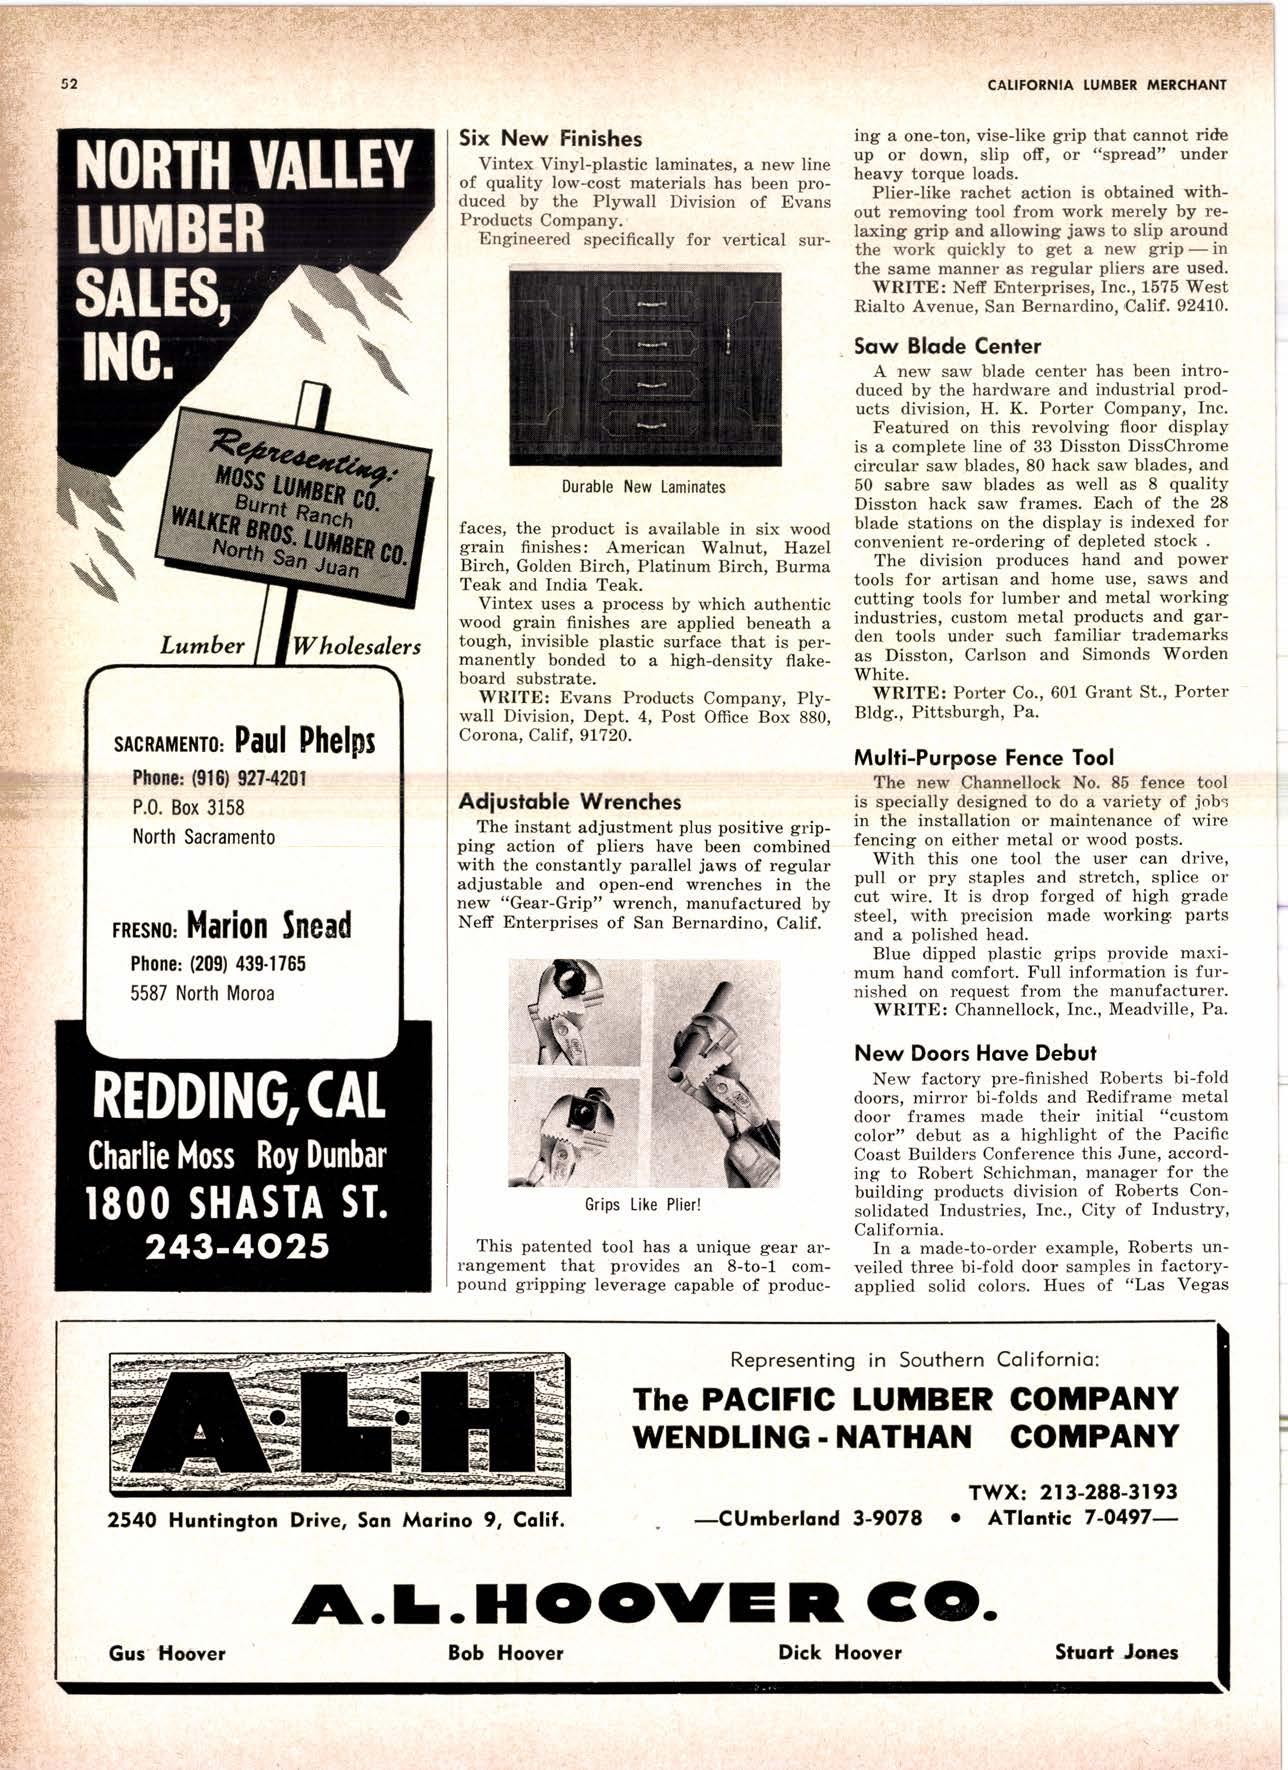 52
CALIFORNIA LUMBER MERCHANT
NORTH VALLEY
LUMBER
SALES,
INC.
Representing:
MOSS LUMBER CO.
Burnt Ranch
WALKER BROS. LUMBER CO.
North San Juan
Lumber Wholesalers
SACRAMENTO: Paul Phelps
Phone: (916) 927-4201
P.O. Box 3158
North Sacramento
FRESNO: Marion Snead
Phone: (209) 439-1765
5587 North Moroa
REDDING, CAL
Charlie Moss Roy Dunbar
1800 SHASTA ST.
243-4025
Six New Finishes
Vintex Vinyl-plastic laminates, a new line
of quality low-cost materials has been pro-
duced by the Plywall Division of Evans
Products Company.
Engineered specifically for vertical sur-
Durable New Laminates
faces, the product is available in six wood
grain finishes: American Walnut, Hazel
Birch, Golden Birch, Platinum Birch, Burma
Teak and India Teak.
Vintex uses a process by which authentic
wood grain finishes are applied beneath a
tough, invisible plastic surface that is per-
manently bonded to a high-density flake-
board substrate.
WRITE: Evans Products Company, Ply-
wall Division, Dept. 4, Post Office Box 880,
Corona, Calif, 91720.
Adjustable Wrenches
The instant adjustment plus positive grip-
ping action of pliers have been combined
with the constantly parallel jaws of regular
adjustable and open-end wrenches in the
new "Gear-Grip" wrench, manufactured by
Neff Enterprises of San Bernardino, Calif.
Grips Like Plier!
This patented tool has a unique gear ar-
rangement that provides an 8-to-1 com-
pound gripping leverage capable of produc-
ing a one-ton, vise-like grip that cannot ride
up or down, slip off, or "spread" under
heavy torque loads.
Plier-like rachet action is obtained with-
out removing tool from work merely by re-
laxing grip and allowing jaws to slip around
the work quickly to get a new grip — in
the same manner as regular pliers are used.
WRITE: Neff Enterprises, Inc., 1575 West
Rialto Avenue, San Bernardino, Calif. 92410.
Saw Blade Center
A new saw blade center has been intro-
duced by the hardware and industrial prod-
ucts division, H. K. Porter Company, Inc.
Featured on this revolving floor display
is a complete line of 33 Disston DissChrome
circular saw blades, 80 hack saw blades, and
50 sabre saw blades as well as 8 quality
Disston hack saw frames. Each of the 28
blade stations on the display is indexed for
convenient re-ordering of depleted stock .
The division produces hand and power
tools for artisan and home use, saws and
cutting tools for lumber and metal working
industries, custom metal products and gar-
den tools under such familiar trademarks
as Disston, Carlson and Simonds Worden
White.
WRITE: Porter Co., 601 Grant St., Porter
Bldg., Pittsburgh, Pa.
Multi-Purpose Fence Tool
The new Channellock No. 85 fence tool
is specially designed to do a variety of jobs
in the installation or maintenance of wire
fencing on either metal or wood posts.
With this one tool the user can drive,
pull or pry staples and stretch, splice or
cut wire. It is drop forged of high grade
steel, with precision made working parts
and a polished head.
Blue dipped plastic grips provide maxi-
mum hand comfort. Full information is fur-
nished on request from the manufacturer.
WRITE: Channellock, Inc., Meadville, Pa.
New Doors Have Debut
New factory pre-finished Roberts bi-fold
doors, mirror bi-folds and Rediframe metal
door frames made their initial "custom
color" debut as a highlight of the Pacific
Coast Builders Conference this June, accord-
ing to Robert Schichman, manager for the
building products division of Roberts Con-
solidated Industries, Inc., City of Industry,
California.
In a made-to-order example, Roberts un-
veiled three bi-fold door samples in factory-
applied solid colors. Hues of "Las Vegas
A·L·H
2540 Huntington Drive, San Marino 9, Calif.
Representing in Southern California:
The PACIFIC LUMBER COMPANY
WENDLING - NATHAN COMPANY
TWX: 213-288-3193
—CUmberland 3-9078 • ATlantic 7-0497—
A.L.HOOVER CO.
Gus Hoover Bob Hoover Dick Hoover Stuart Jones